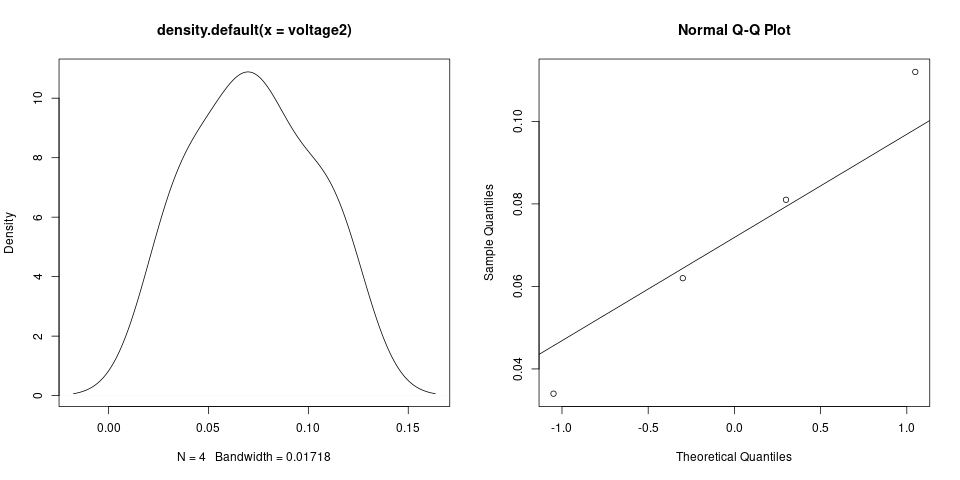 density.default(x = voltage2)
Density
0 2 4 6 8 10
0.00 0.05 0.10 0.15
N = 4 Bandwidth = 0.01718
Normal Q-Q Plot
Sample Quantiles
0.04 0.06 0.08 0.10
-1.0 -0.5 0.0 0.5 1.0
Theoretical Quantiles